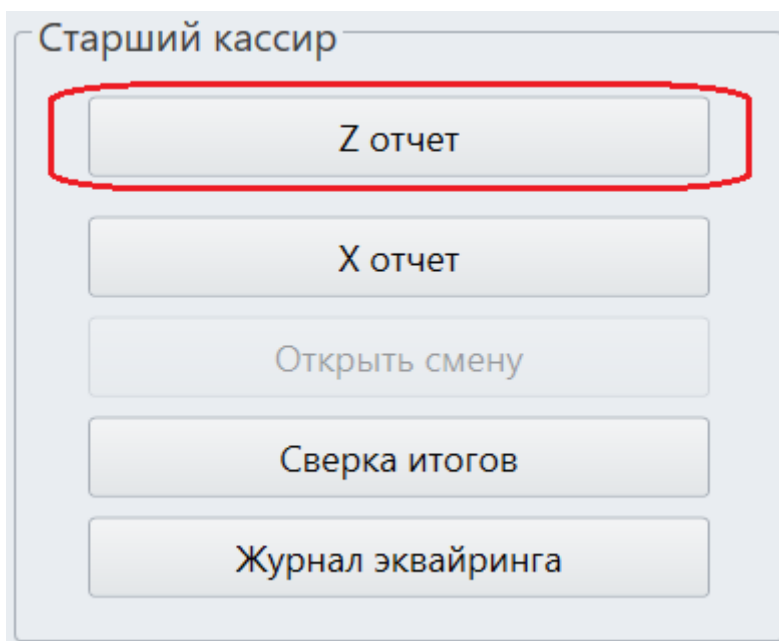 Старший кассир
Z отчет
X отчет
Открыть смену
Сверка итогов
Журнал эквайринга